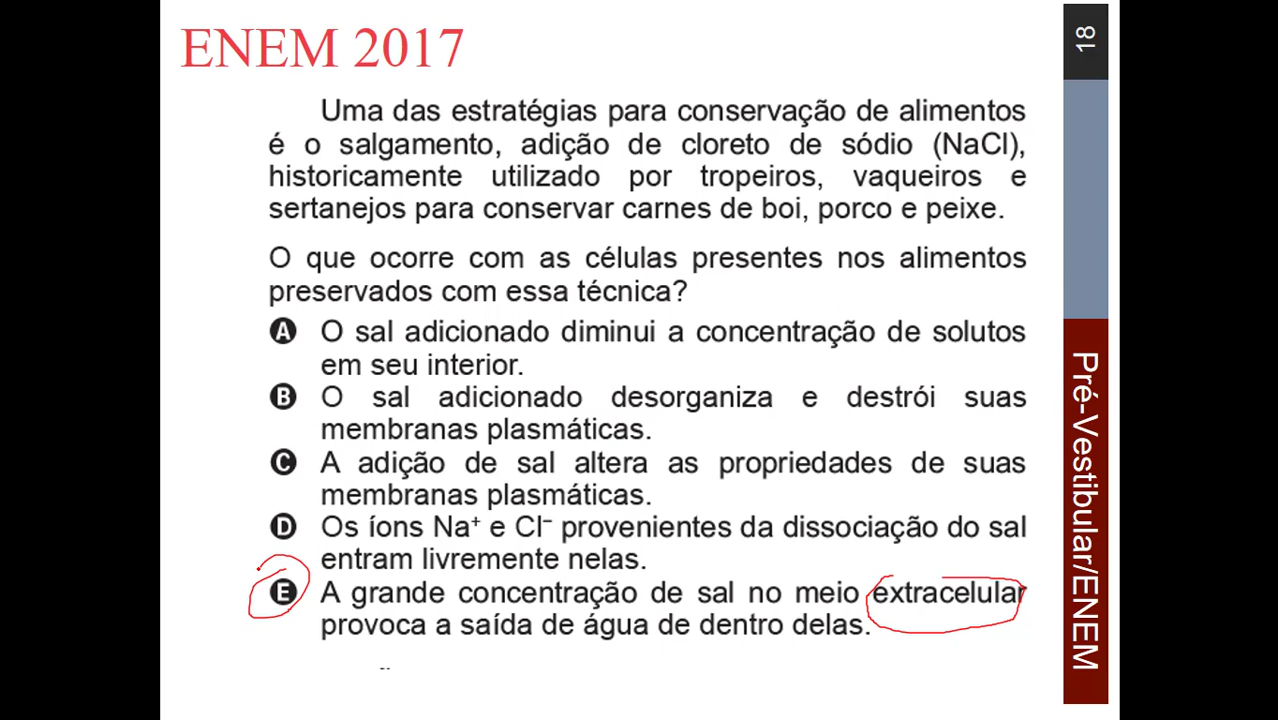 ENEM 2017
18
Uma das estratégias para conservação de alimentos
é o salgamento, adição de cloreto de sódio (NaCl),
historicamente utilizado por tropeiros, vaqueiros e
sertanejos para conservar carnes de boi, porco e peixe.
O que ocorre com as células presentes nos alimentos
preservados com essa técnica?
A O sal adicionado diminui a concentração de solutos
em seu interior.
B O sal adicionado desorganiza e destrói suas
membranas plasmáticas.
C A adição de sal altera as propriedades de suas
membranas plasmáticas.
D Os íons Na⁺ e Cl⁻ provenientes da dissociação do sal
entram livremente nelas.
E A grande concentração de sal no meio extracelular
provoca a saída de água de dentro delas.
Pré-Vestibular/ENEM